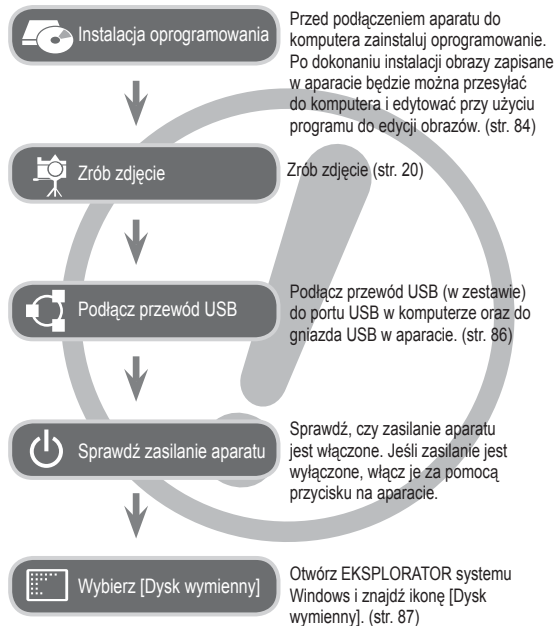 Instalacja oprogramowania
Przed podłączeniem aparatu do
komputera zainstaluj oprogramowanie.
Po dokonaniu instalacji obrazy zapisane
w aparacie będzie można przesyłać
do komputera i edytować przy użyciu
programu do edycji obrazów. (str. 84)
Zrób zdjęcie
Zrób zdjęcie (str. 20)
Podłącz przewód USB
Podłącz przewód USB (w zestawie)
do portu USB w komputerze oraz do
gniazda USB w aparacie. (str. 86)
Sprawdź zasilanie aparatu
Sprawdź, czy zasilanie aparatu
jest włączone. Jeśli zasilanie jest
wyłączone, włącz je za pomocą
przycisku na aparacie.
Wybierz [Dysk wymienny]
Otwórz EKSPLORATOR systemu
Windows i znajdź ikonę [Dysk
wymienny]. (str. 87)